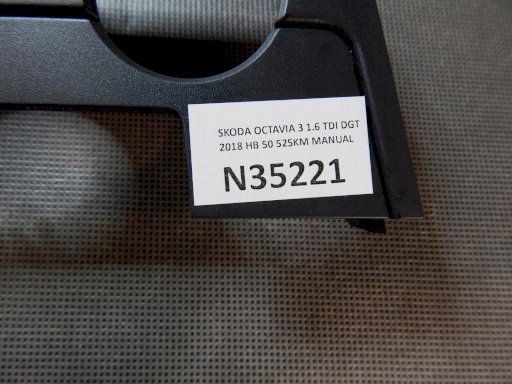 SKODA OCTAVIA 3 1.6 TDI DGT
2018 HB 50 525KM MANUAL
N35221